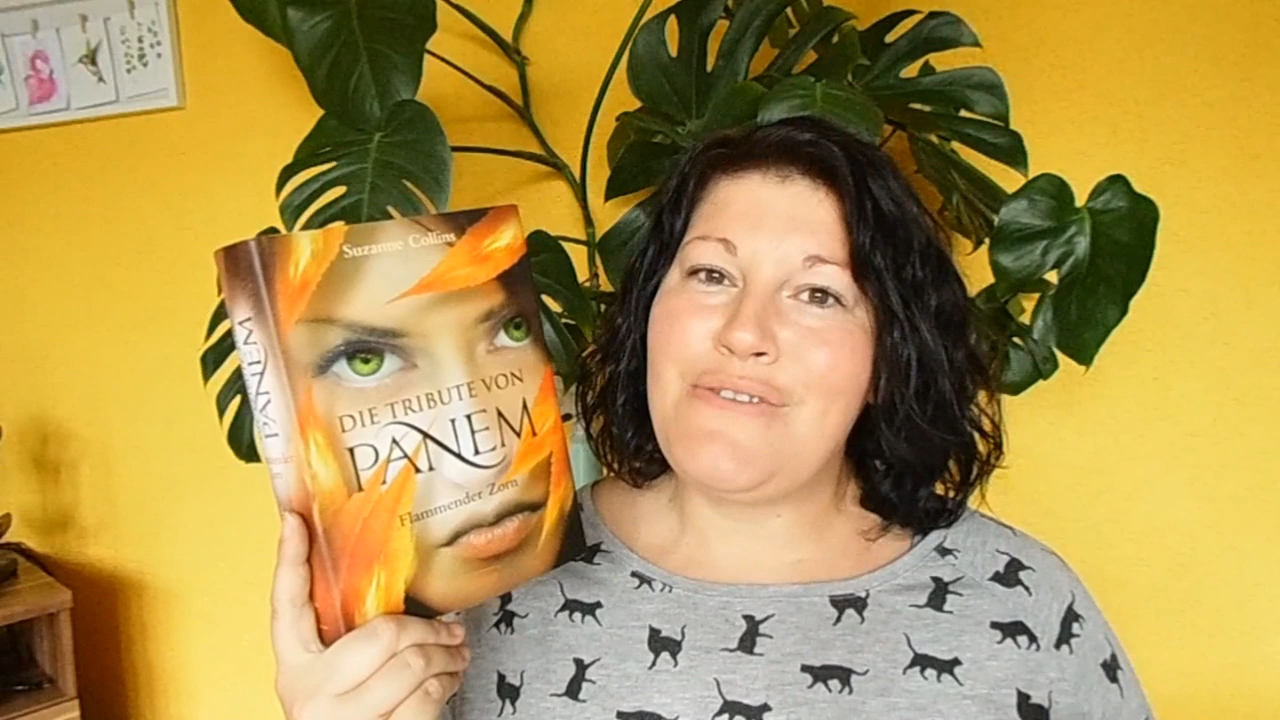 Suzanne Collins
DIE TRIBUTE VON
PANEM
Flammender Zorn
PANEM